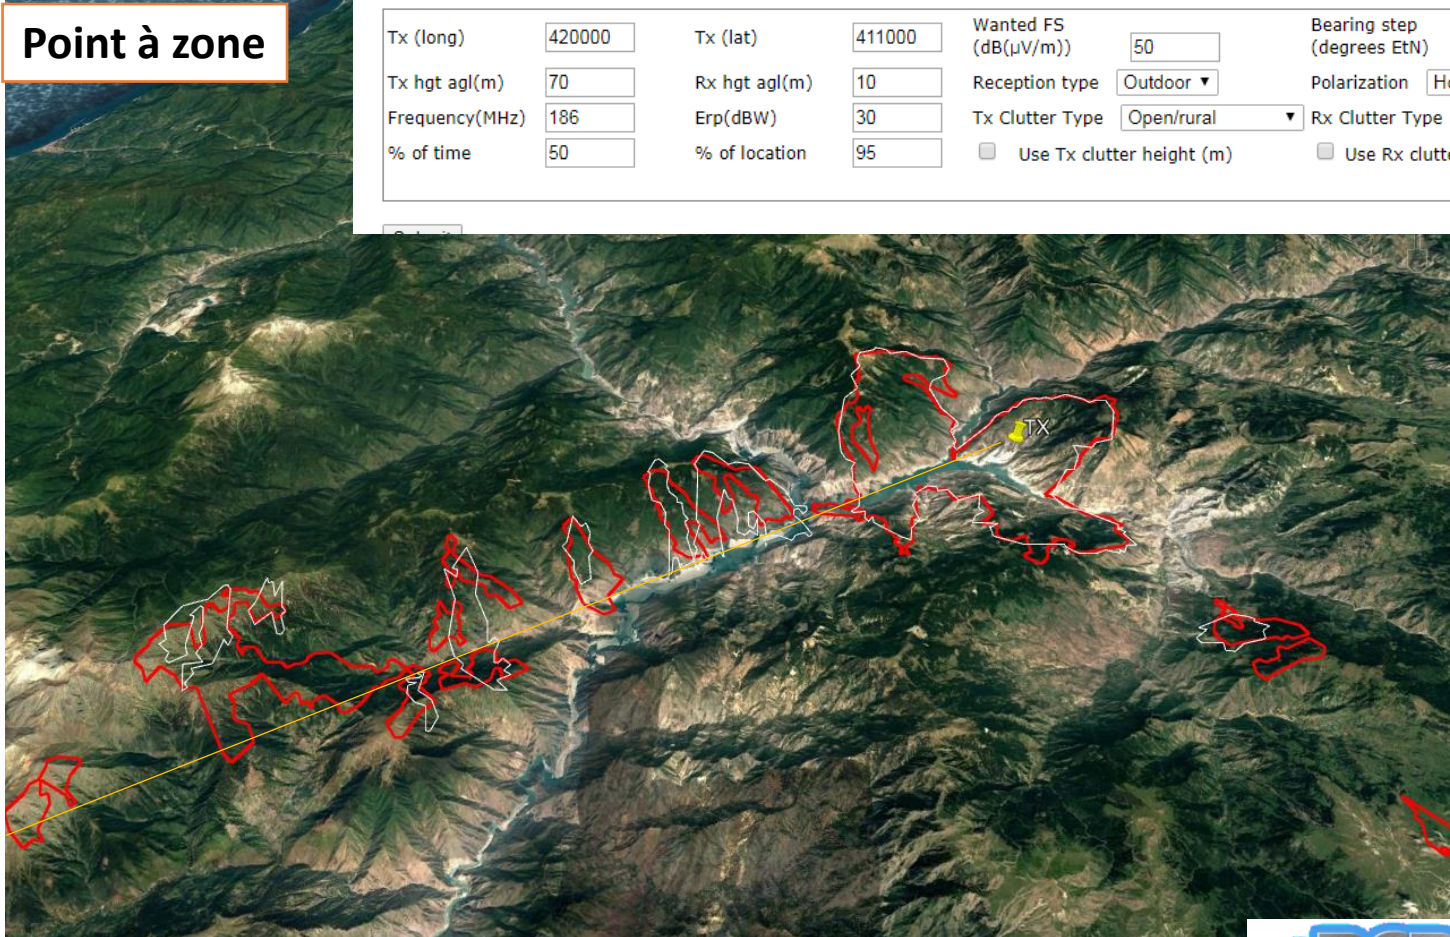 Point à zone
Tx (long) 420000 Tx (lat) 411000 Wanted FS (dB(μV/m)) 50 Bearing step (degrees EtN)
Tx hgt agl(m) 70 Rx hgt agl(m) 10 Reception type Outdoor Polarization
Frequency(MHz) 186 Erp(dBW) 30 Tx Clutter Type Open/rural Rx Clutter Type
% of time 50 % of location 95 Use Tx clutter height (m) Use Rx
TX